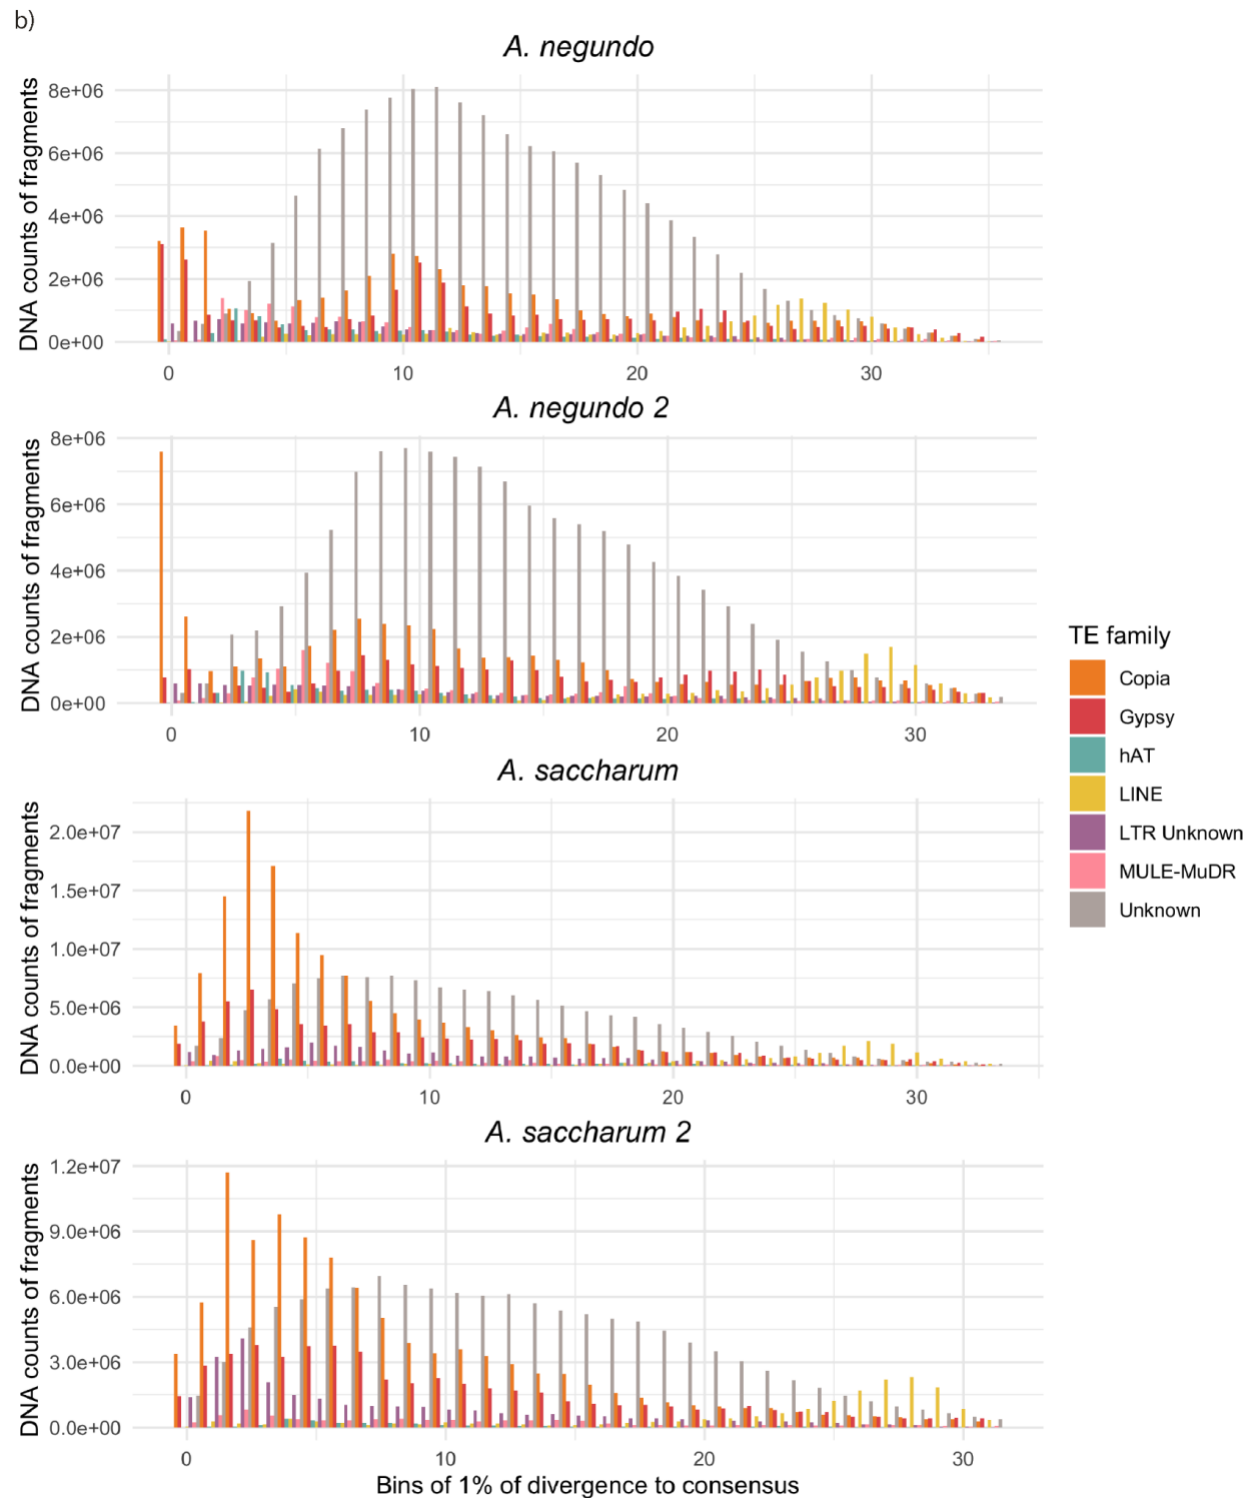 b)
A. negundo
DNA counts of fragments
8e+06
6e+06
4e+06
2e+06
0e+00
0 10 20 30
A. negundo 2
DNA counts of fragments
8e+06
6e+06
4e+06
2e+06
0e+00
0 10 20 30
A. saccharum
DNA counts of fragments
2.0e+07
1.5e+07
1.0e+07
5.0e+06
0.0e+00
0 10 20 30
A. saccharum 2
DNA counts of fragments
1.2e+07
9.0e+06
6.0e+06
3.0e+06
0.0e+00
0 10 20 30
Bins of 1% of divergence to consensus
TE family
Copia
Gypsy
hAT
LINE
LTR Unknown
MULE-MuDR
Unknown